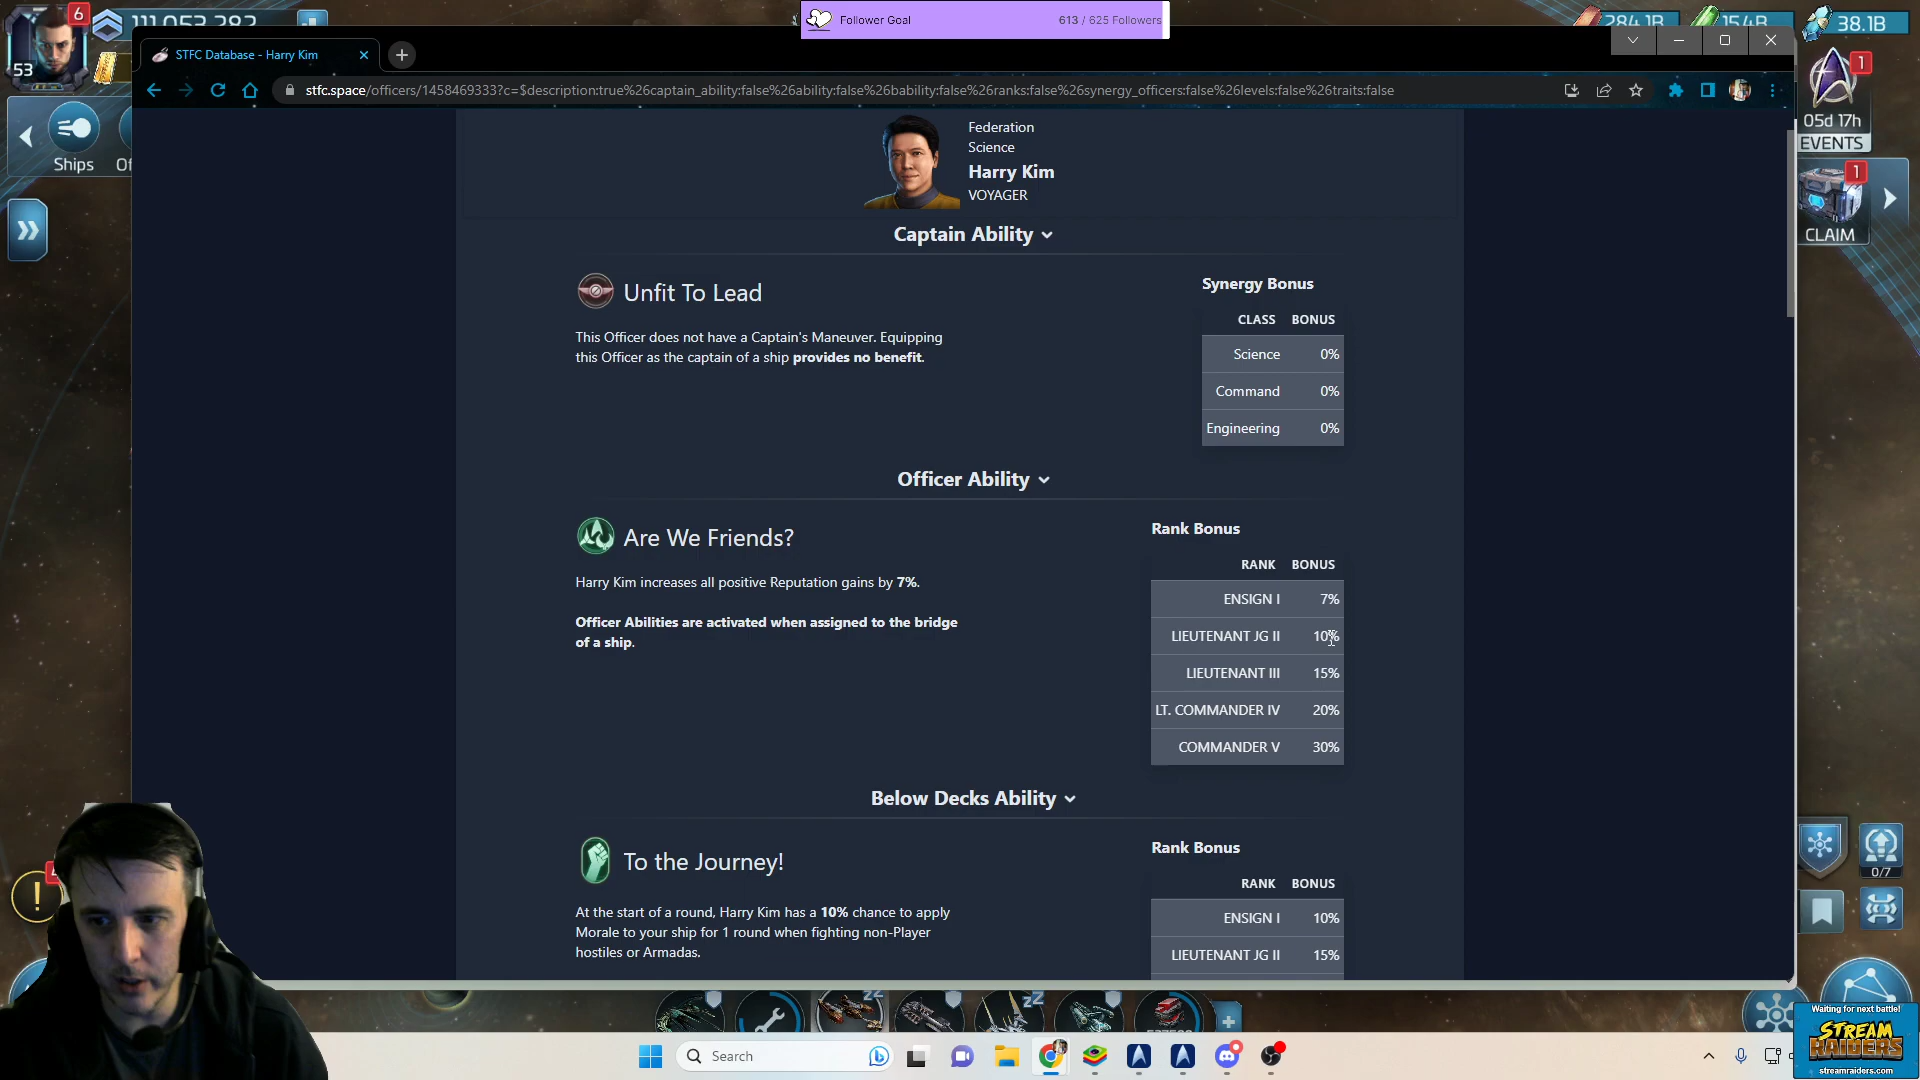 6
111,053,282
Follower Goal 613 / 625 Followers
284.1B
154B
38.1B
53
STFC Database - Harry Kim
stfc.space/officers/1458469333?c=$description:true%26captain_ability:false%26ability:false%26bability:false%26ranks:false%26synergy_officers:false%26levels:false%26traits:false
1
05d 17h
EVENTS
Ships
1
CLAIM
Federation
Science
Harry Kim
VOYAGER
Captain Ability
Unfit To Lead
This Officer does not have a Captain's Maneuver. Equipping
this Officer as the captain of a ship provides no benefit.
Synergy Bonus
CLASS BONUS
Science 0%
Command 0%
Engineering 0%
Officer Ability
Are We Friends?
Harry Kim increases all positive Reputation gains by 7%.
Officer Abilities are activated when assigned to the bridge
of a ship.
Rank Bonus
RANK BONUS
ENSIGN I 7%
LIEUTENANT JG II 10%
LIEUTENANT III 15%
LT. COMMANDER IV 20%
COMMANDER V 30%
Below Decks Ability
To the Journey!
At the start of a round, Harry Kim has a 10% chance to apply
Morale to your ship for 1 round when fighting non-Player
hostiles or Armadas.
Rank Bonus
RANK BONUS
ENSIGN I 10%
LIEUTENANT JG II 15%
0/7
Search
Waiting for next battle!
STREAM
RAIDERS
streamraiders.com